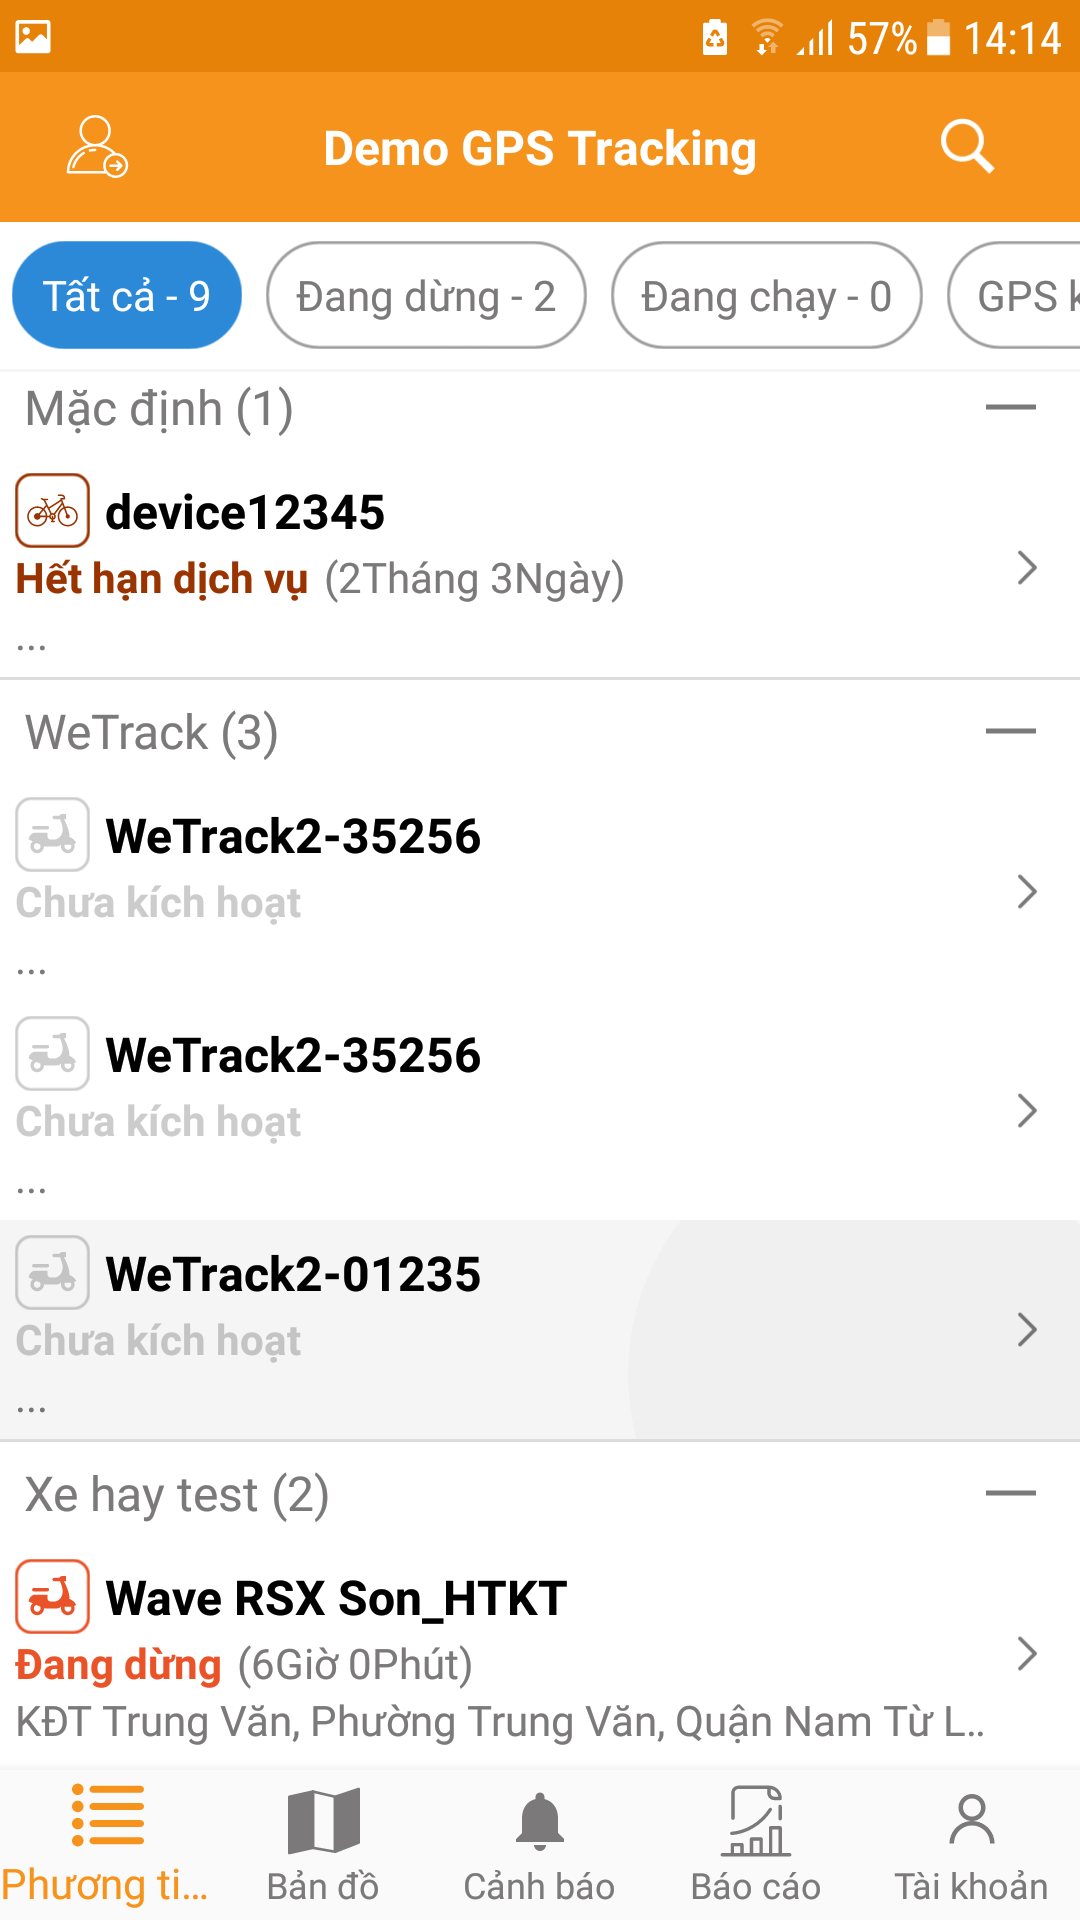 57% 14:14
Demo GPS Tracking
Tất cả - 9 Đang dừng - 2 Đang chạy - 0 GPS
Mặc định (1)
device12345
Hết hạn dịch vụ (2Tháng 3Ngày)
...
WeTrack (3)
WeTrack2-35256
Chưa kích hoạt
...
WeTrack2-35256
Chưa kích hoạt
...
WeTrack2-01235
Chưa kích hoạt
...
Xe hay test (2)
Wave RSX Son_HTKT
Đang dừng (6Giờ 0Phút)
KĐT Trung Văn, Phường Trung Văn, Quận Nam Từ L..
Phương ti... Bản đồ Cảnh báo Báo cáo Tài khoản